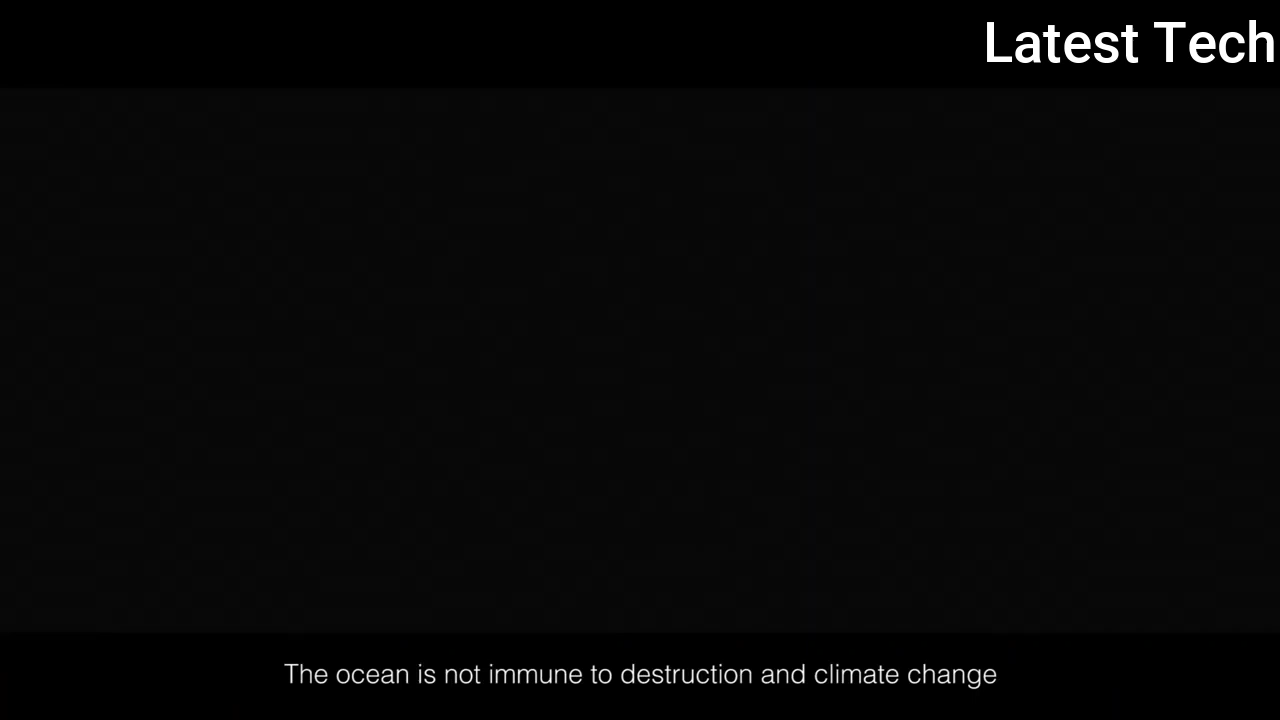 Latest Tech
The ocean is not immune to destruction and climate change